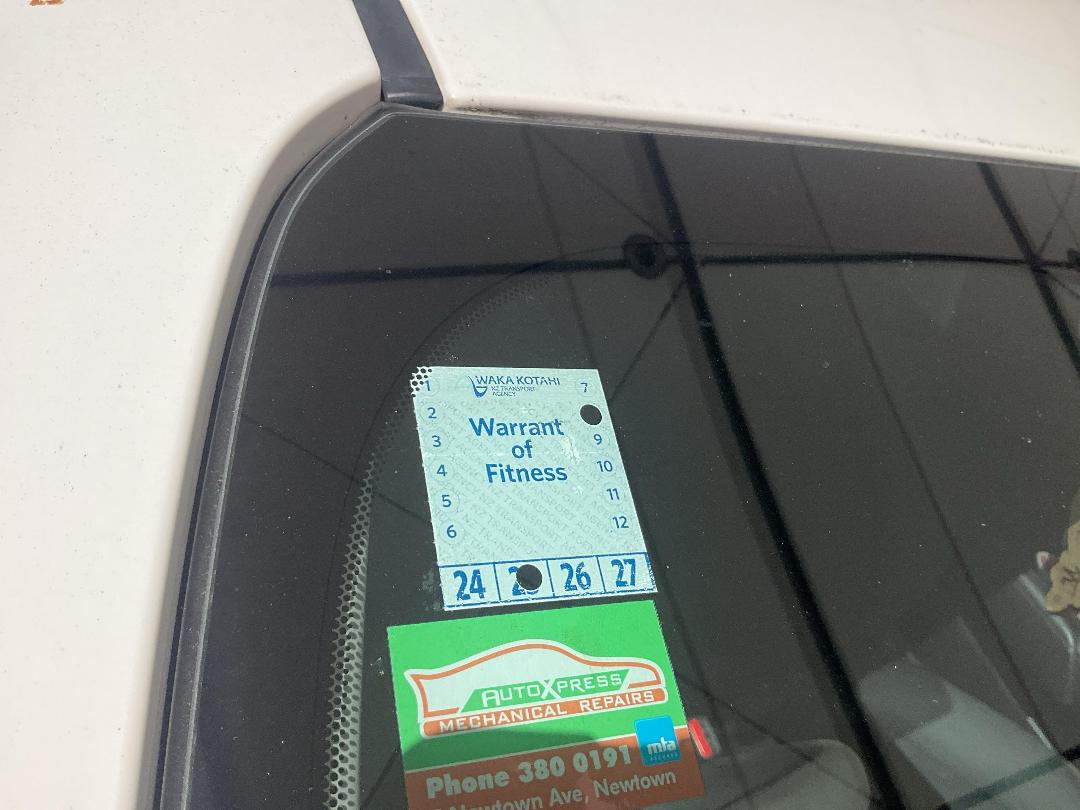 WAKA KOTAHI
NZ TRANSPORT
AGENCY
Warrant
of
Fitness
1 7
2
3 9
4 10
5 11
6 12
24 26 27
AUTOXPRESS
MECHANICAL REPAIRS
mta
Phone 380 0191
Newtown Ave, Newtown